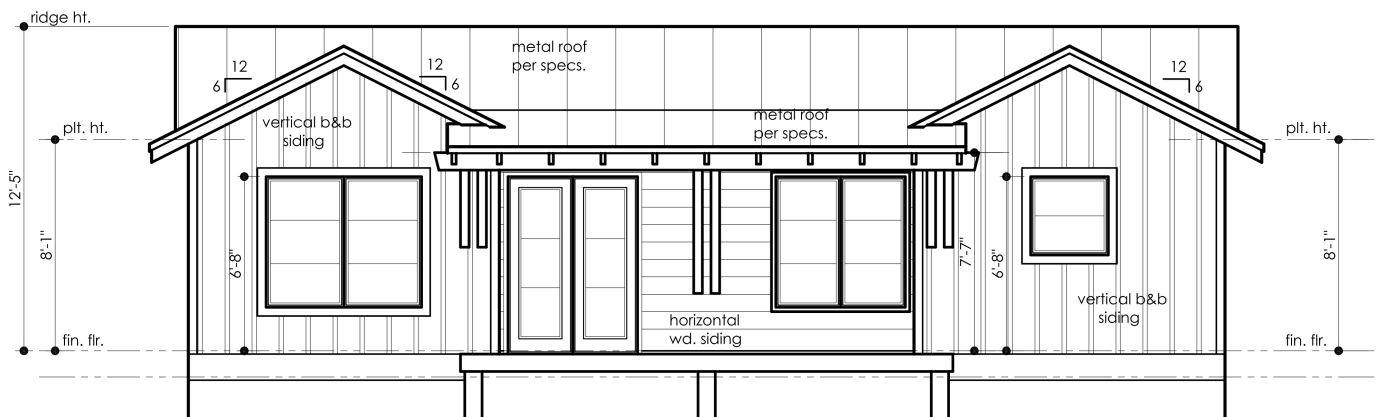 ridge ht.
metal roof
per specs.
12
6
12
6
12
6
plt. ht.
vertical b&b
siding
metal roof
per specs.
plt. ht.
12'-5"
8'-1"
6'-8"
7'-7"
6'-8"
8'-1"
vertical b&b
siding
horizontal
wd. siding
fin. flr.
fin. flr.